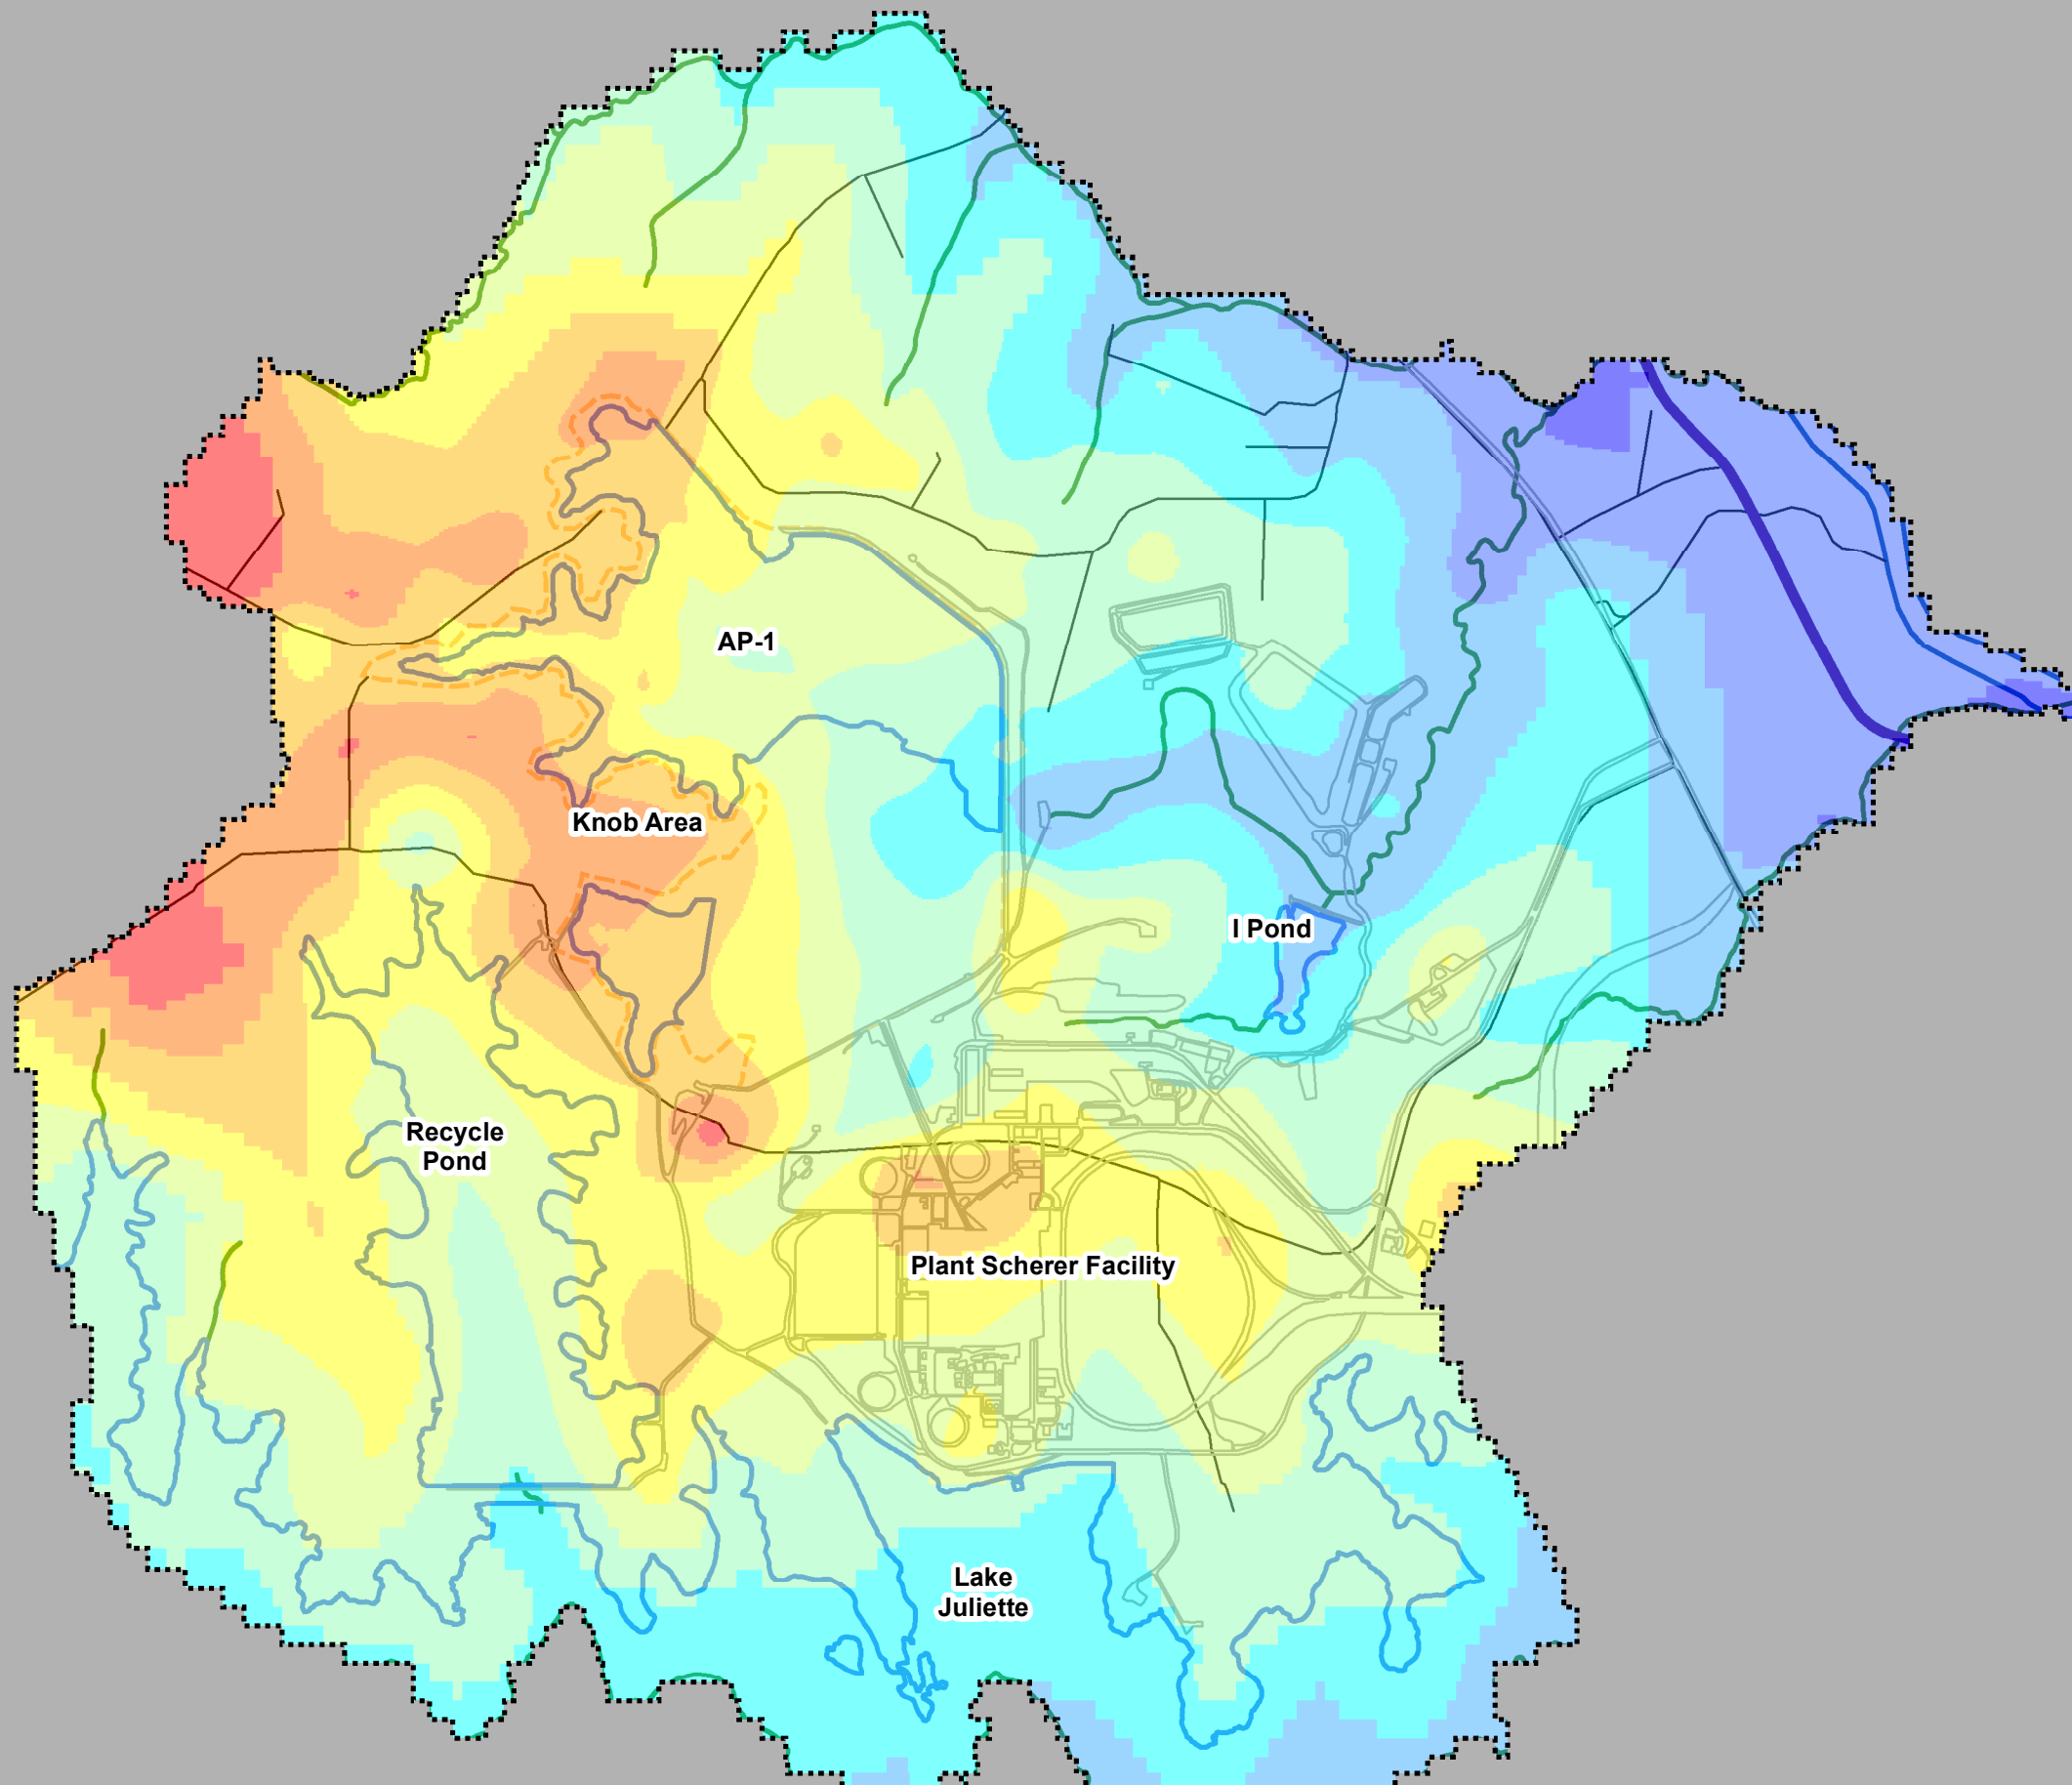 AP-1
Knob Area
I Pond
Recycle
Pond
Plant Scherer Facility
Lake
Juliette